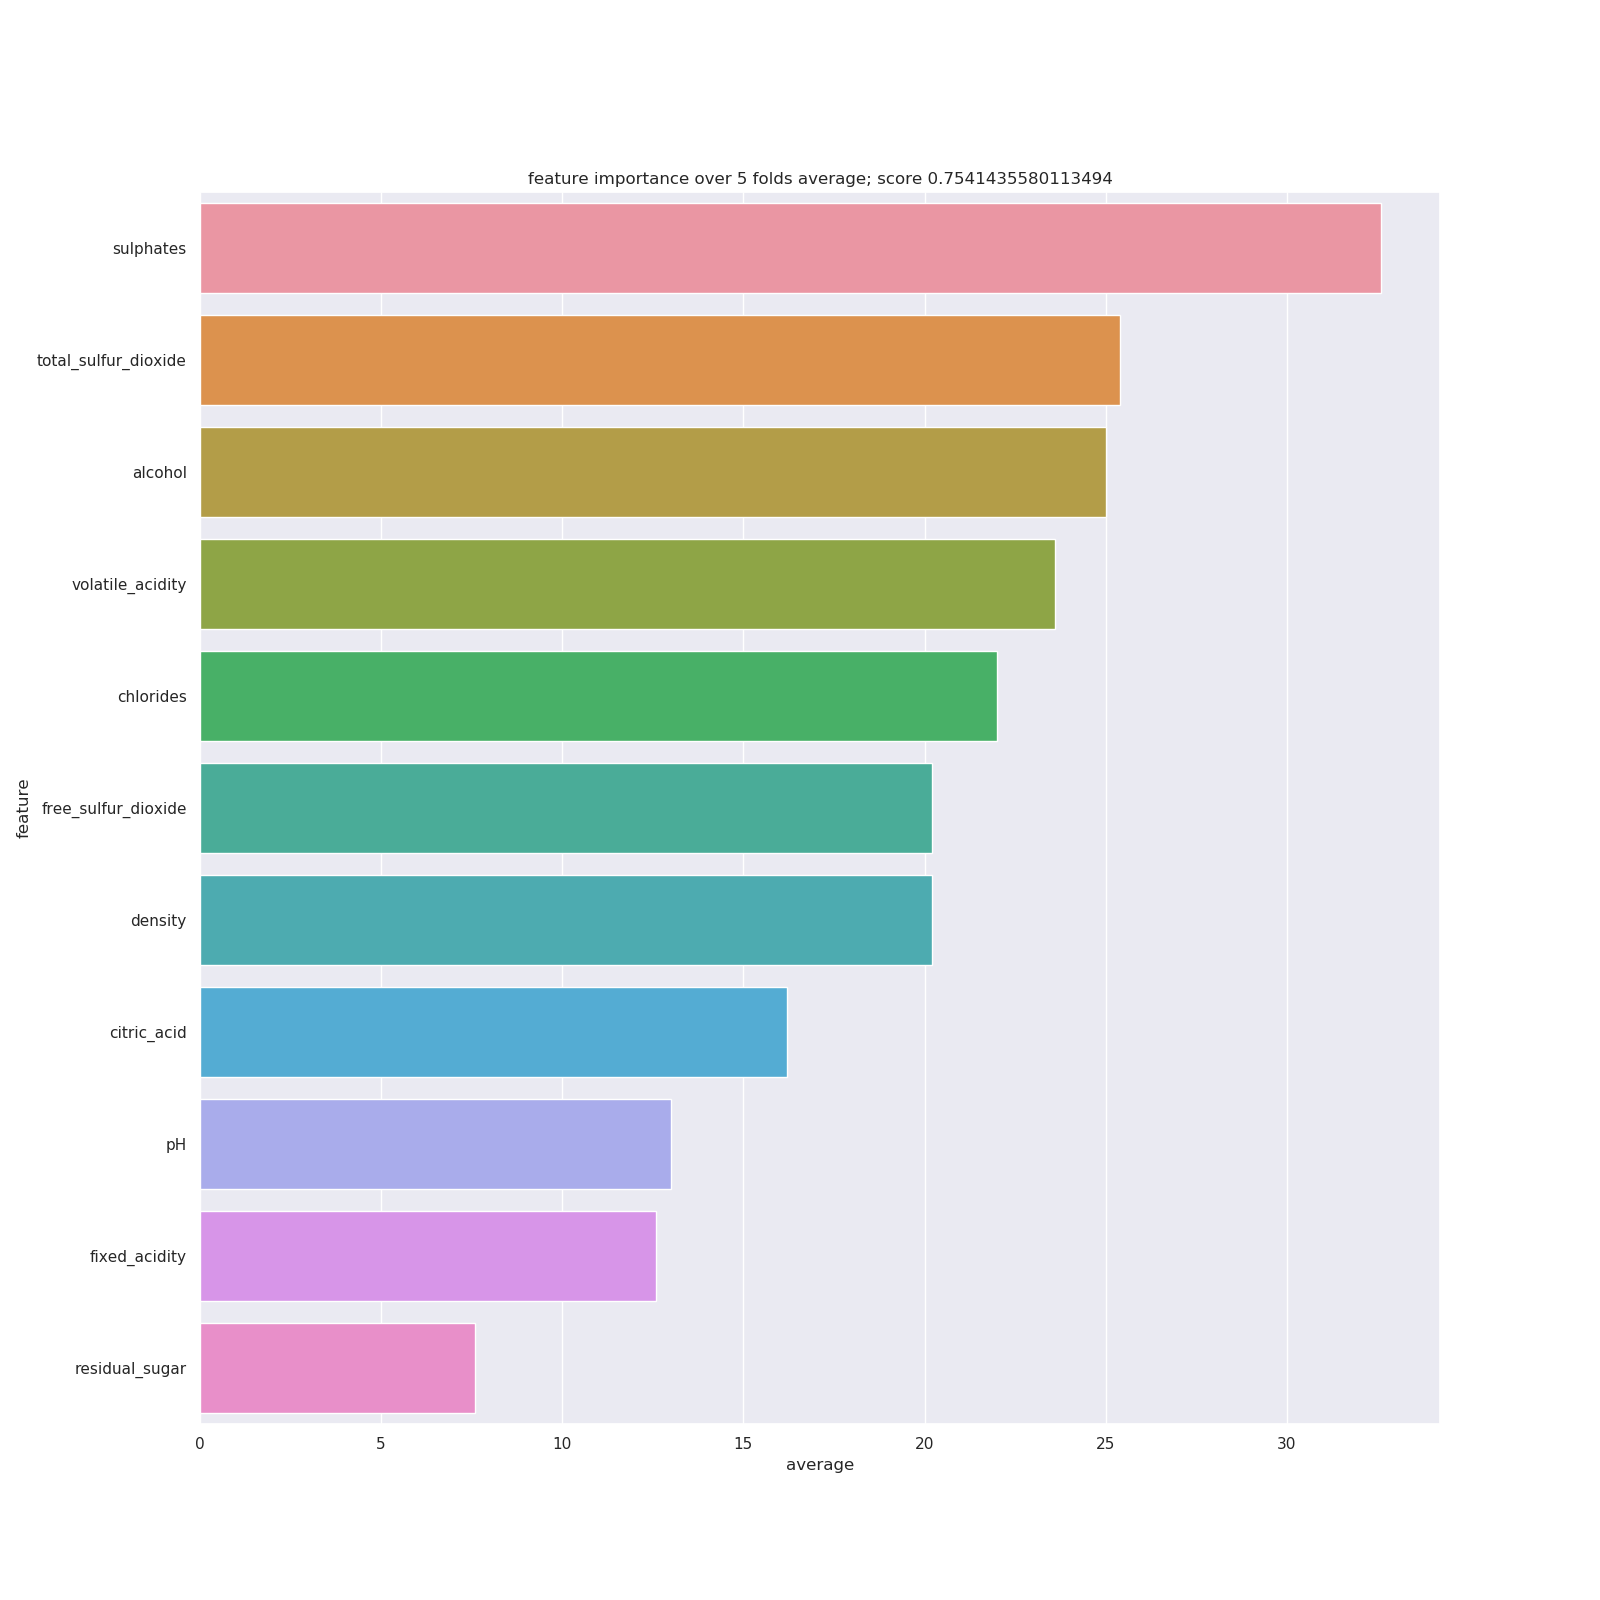 feature importance over 5 folds average; score 0.7541435580113494
sulphates
total_sulfur_dioxide
alcohol
volatile_acidity
chlorides
free_sulfur_dioxide
density
citric_acid
pH
fixed_acidity
residual_sugar
feature
0 5 10 15 20 25 30
average